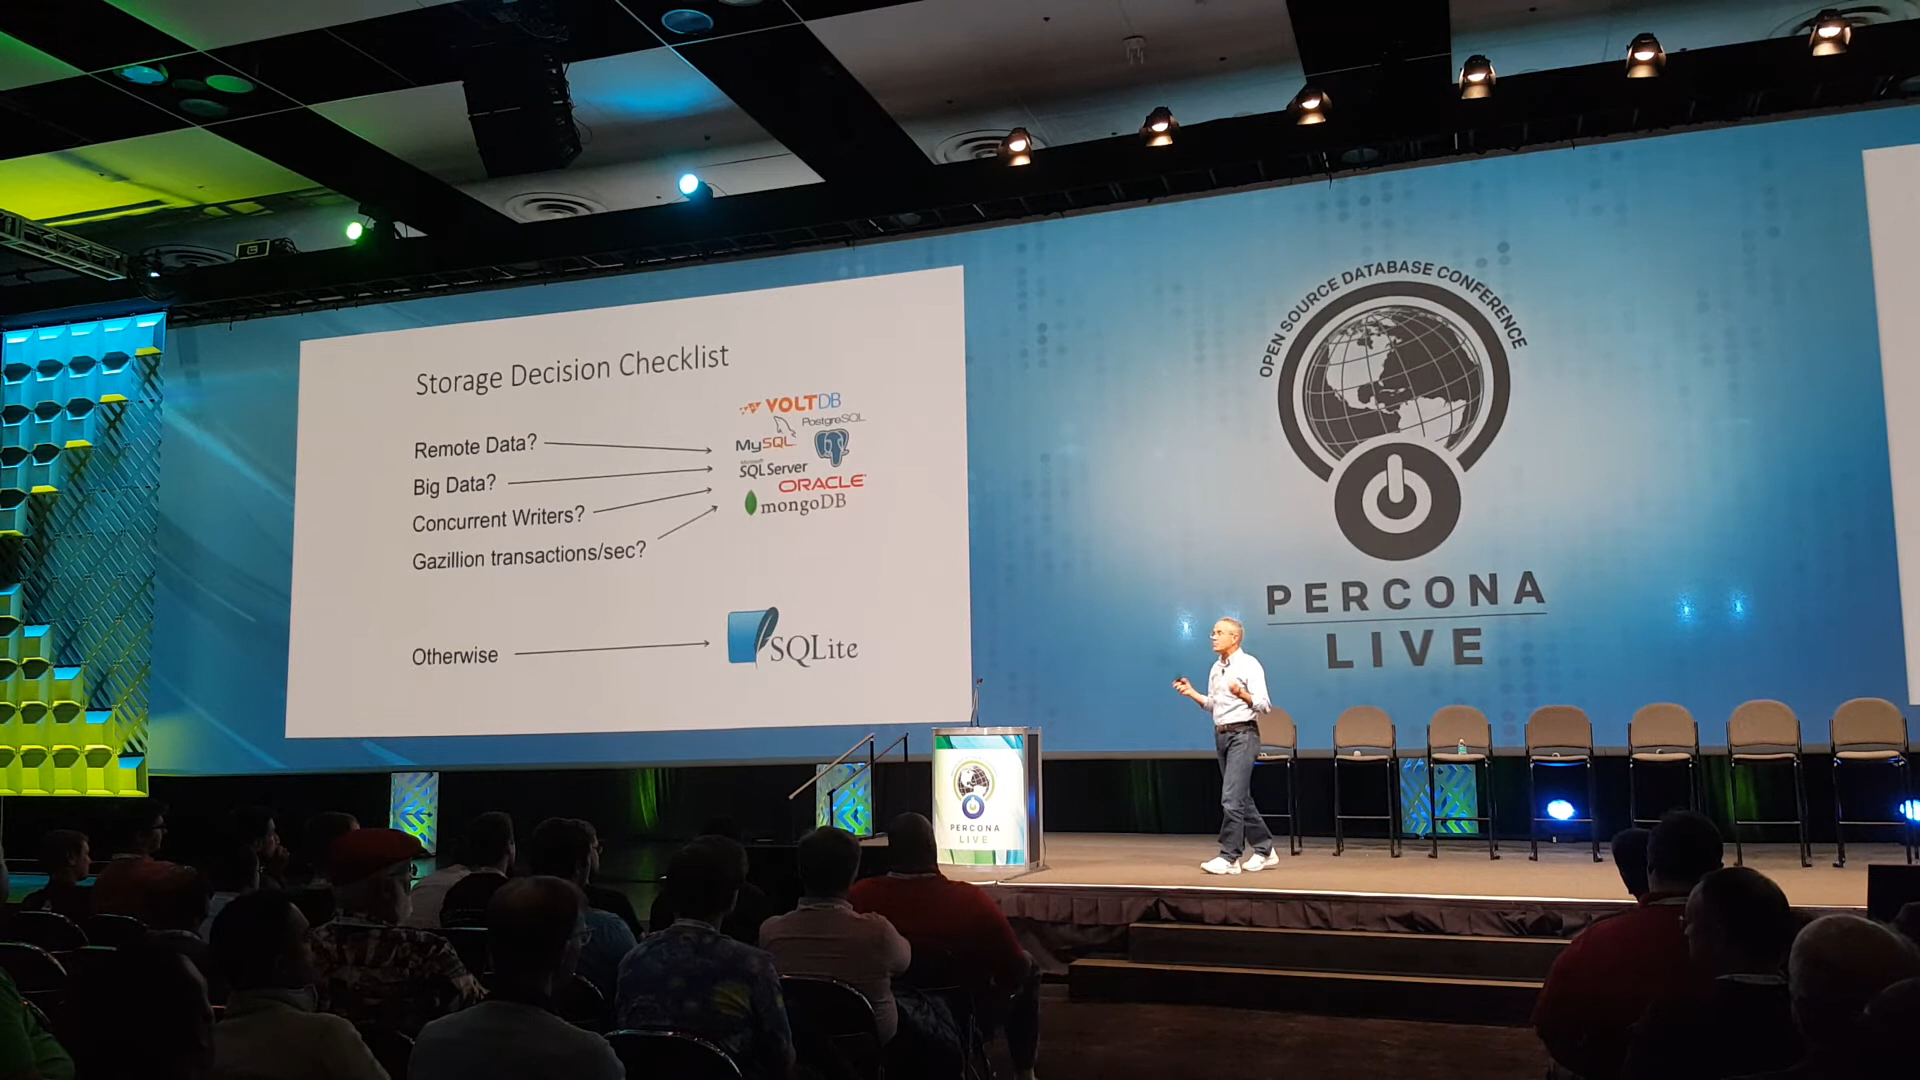 Storage Decision Checklist
VOLTDB
PostgreSQL
MySQL
Microsoft
SQL Server
ORACLE
mongoDB
Remote Data?
Big Data?
Concurrent Writers?
Gazillion transactions/sec?
Otherwise
SQLite
OPEN SOURCE DATABASE CONFERENCE
PERCONA
LIVE
PERCONA
LIVE